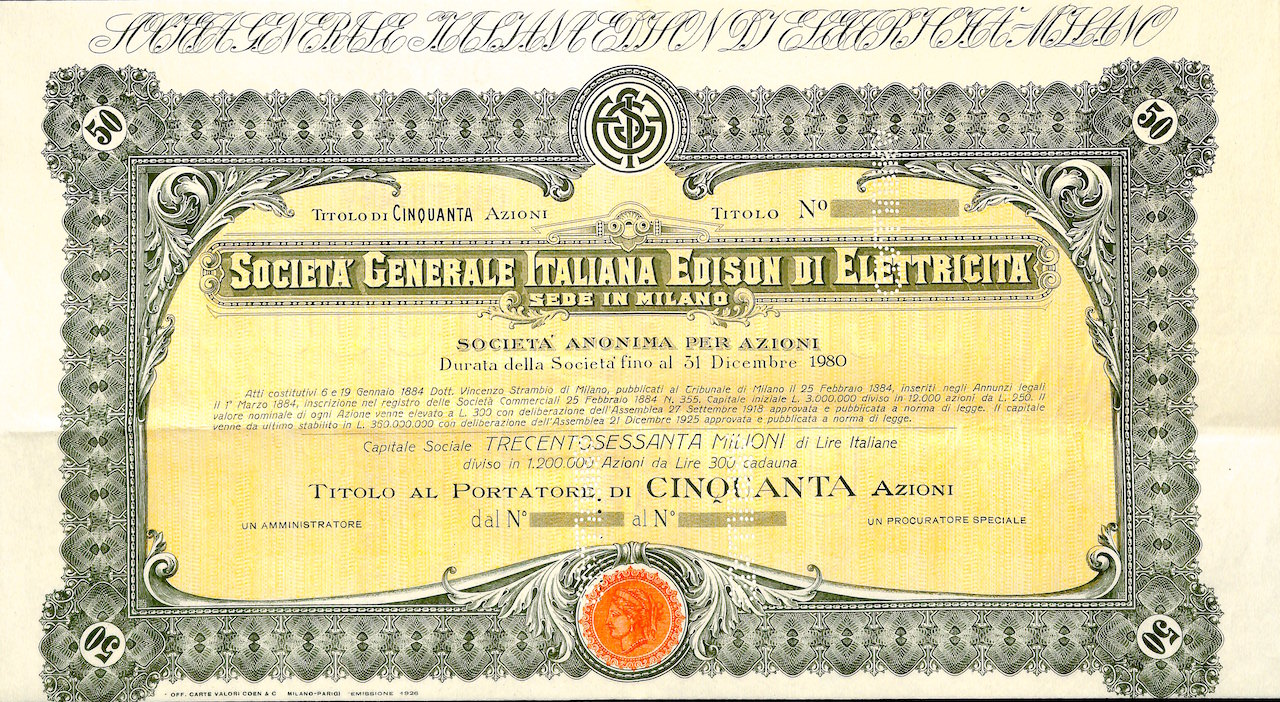 SOCIETÀ GENERALE ITALIANA EDISON DI ELETTRICITÀ - MILANO
50
50
TITOLO DI CINQUANTA AZIONI
TITOLO Nº
SOCIETÀ GENERALE ITALIANA EDISON DI ELETTRICITÀ
SEDE IN MILANO
SOCIETÀ ANONIMA PER AZIONI
Durata della Società fino al 31 Dicembre 1980
Atti costitutivi 6 e 19 Gennaio 1884 Dott. Vincenzo Strambio di Milano, pubblicati al Tribunale di Milano il 25 Febbraio 1884, inseriti negli Annunzi legali
il 1º Marzo 1884, inscrizione nel registro delle Società Commerciali 25 Febbraio 1884 N. 355. Capitale iniziale L. 3.000.000 diviso in 12.000 azioni da L. 250. Il
valore nominale di ogni Azione venne elevato a L. 300 con deliberazione dell'Assemblea 27 Settembre 1918 approvata e pubblicata a norma di legge. Il capitale
venne da ultimo stabilito in L. 360.000.000 con deliberazione dell'Assemblea 21 Dicembre 1925 approvata e pubblicata a norma di legge.
Capitale Sociale TRECENTOSESSANTA MILIONI di Lire Italiane
diviso in 1.200.000 Azioni da Lire 300 cadauna
TITOLO AL PORTATORE DI CINQUANTA AZIONI
dal Nº al Nº
UN AMMINISTRATORE
UN PROCURATORE SPECIALE
50
50
OFF. CARTE VALORI COEN & C MILANO-PARIGI EMISSIONE 1926